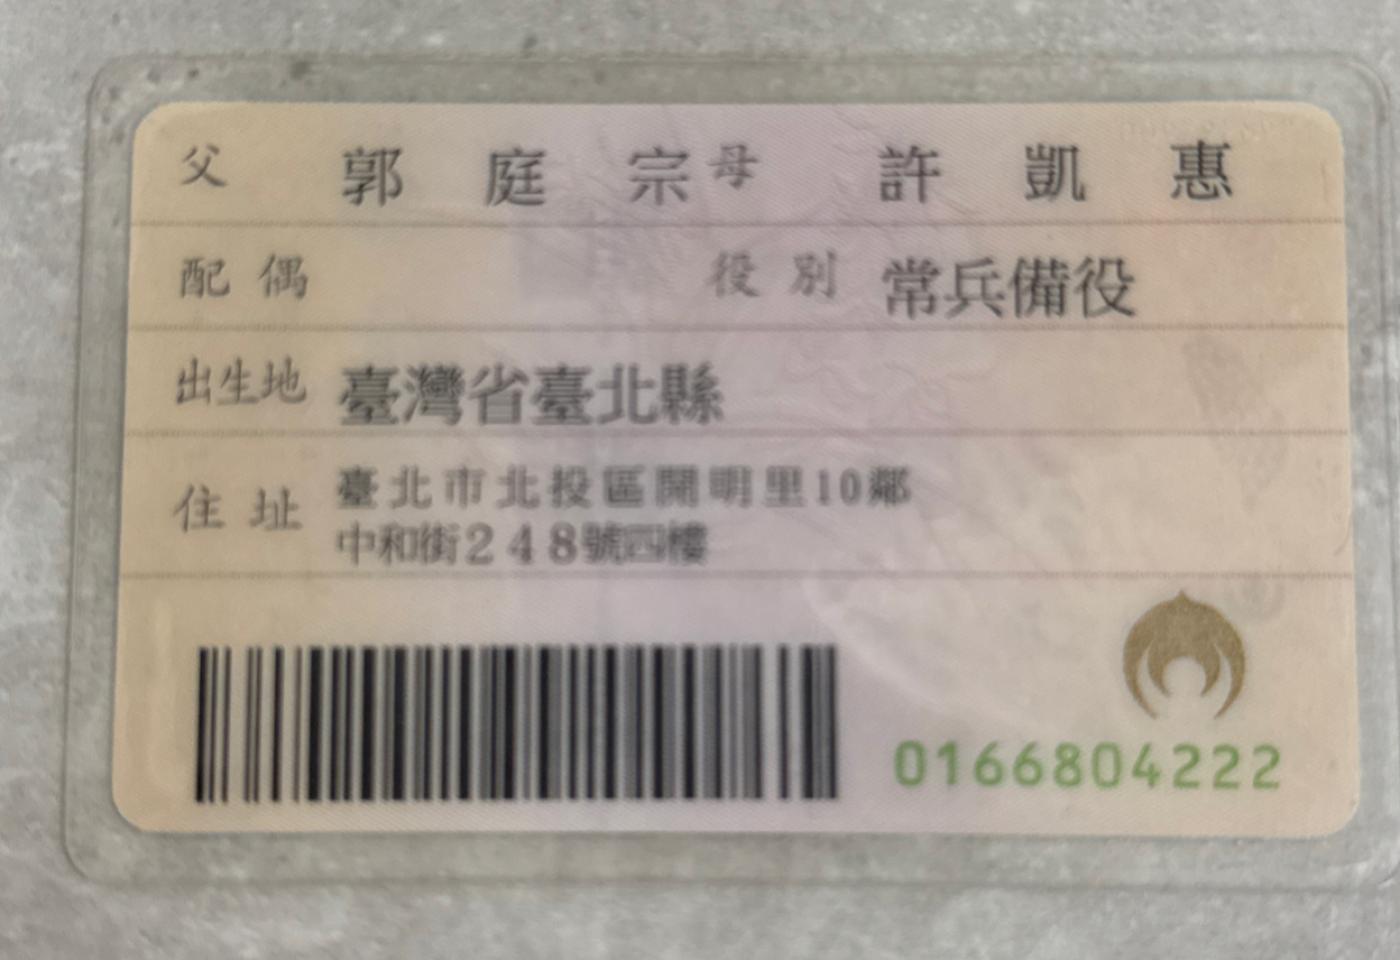 父 郭庭宗 母 許凱惠
配偶 役別 常兵備役
出生地 臺灣省臺北縣
住址 臺北市北投區開明里10鄰
中和街248號四樓
0166804222